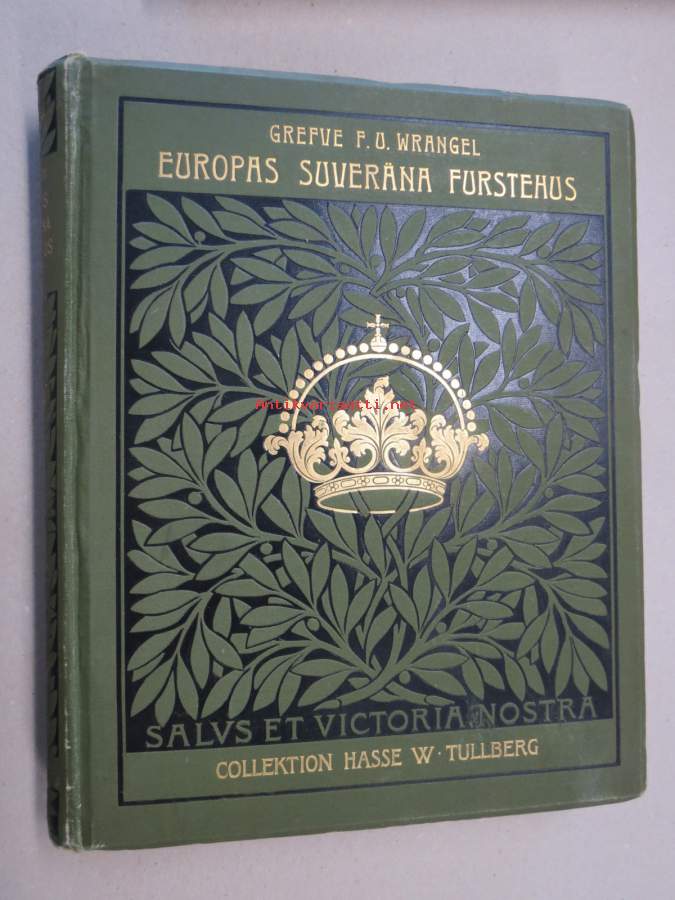 GREFVE F. U. WRANGEL
EUROPAS SUVERÄNA FURSTEHUS
Antikvariaatti.net
SALVS ET VICTORIA NOSTRA
COLLEKTION HASSE W. TULLBERG